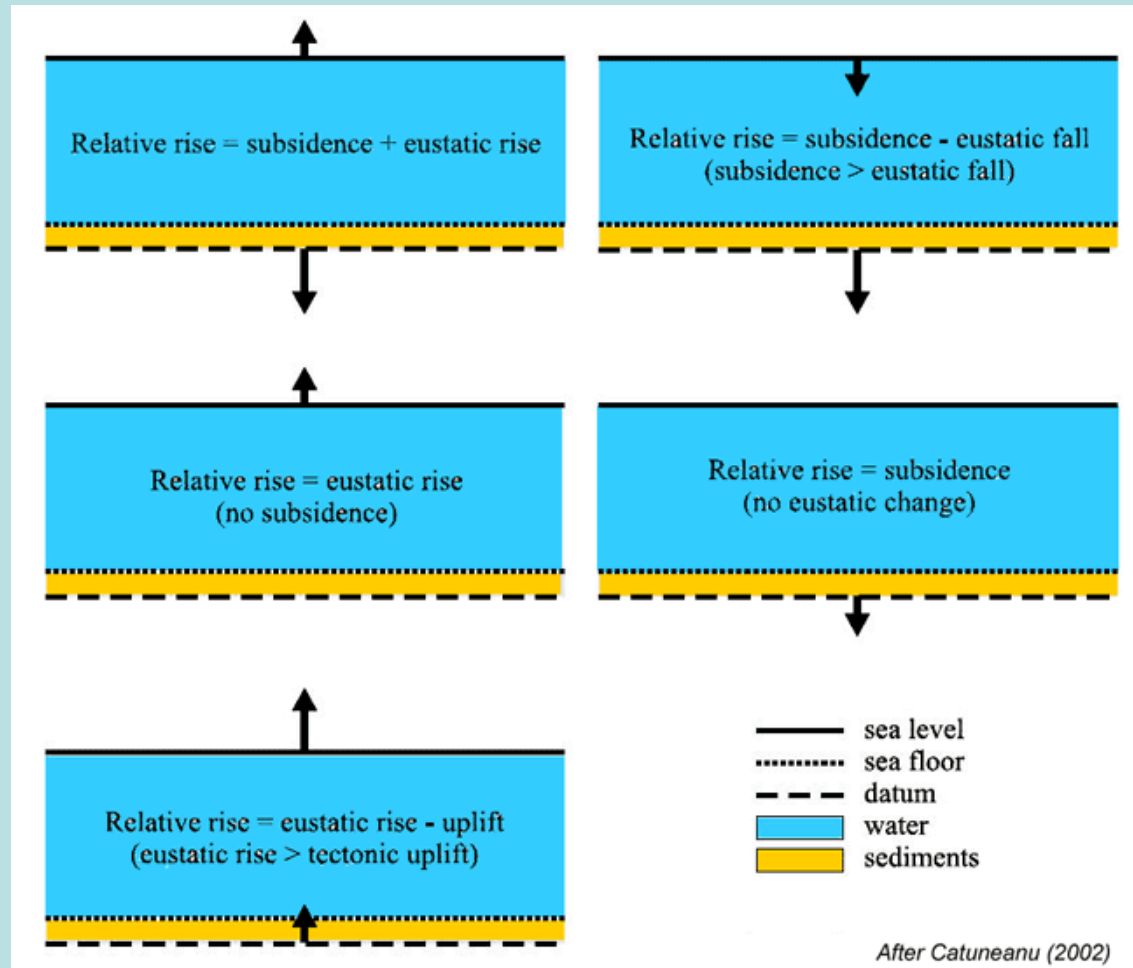 Relative rise = subsidence + eustatic rise
Relative rise = subsidence - eustatic fall
(subsidence > eustatic fall)
Relative rise = eustatic rise
(no subsidence)
Relative rise = subsidence
(no eustatic change)
Relative rise = eustatic rise - uplift
(eustatic rise > tectonic uplift)
sea level
sea floor
datum
water
sediments
After Catuneanu (2002)